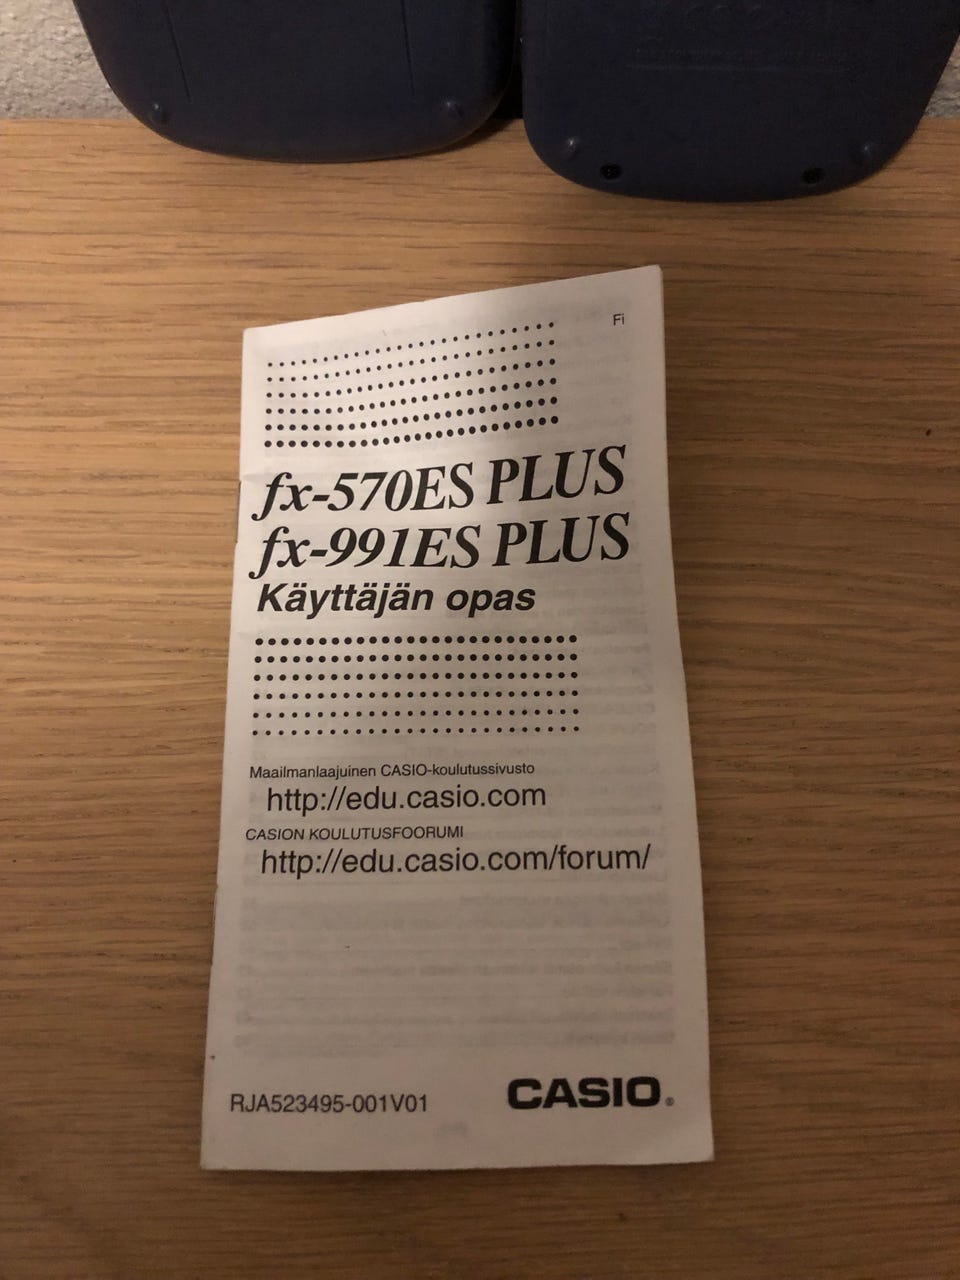 Fi
fx-570ES PLUS
fx-991ES PLUS
Käyttäjän opas
Maailmanlaajuinen CASIO-koulutussivusto
http://edu.casio.com
CASION KOULUTUSFOORUMI
http://edu.casio.com/forum/
RJA523495-001V01
CASIO®